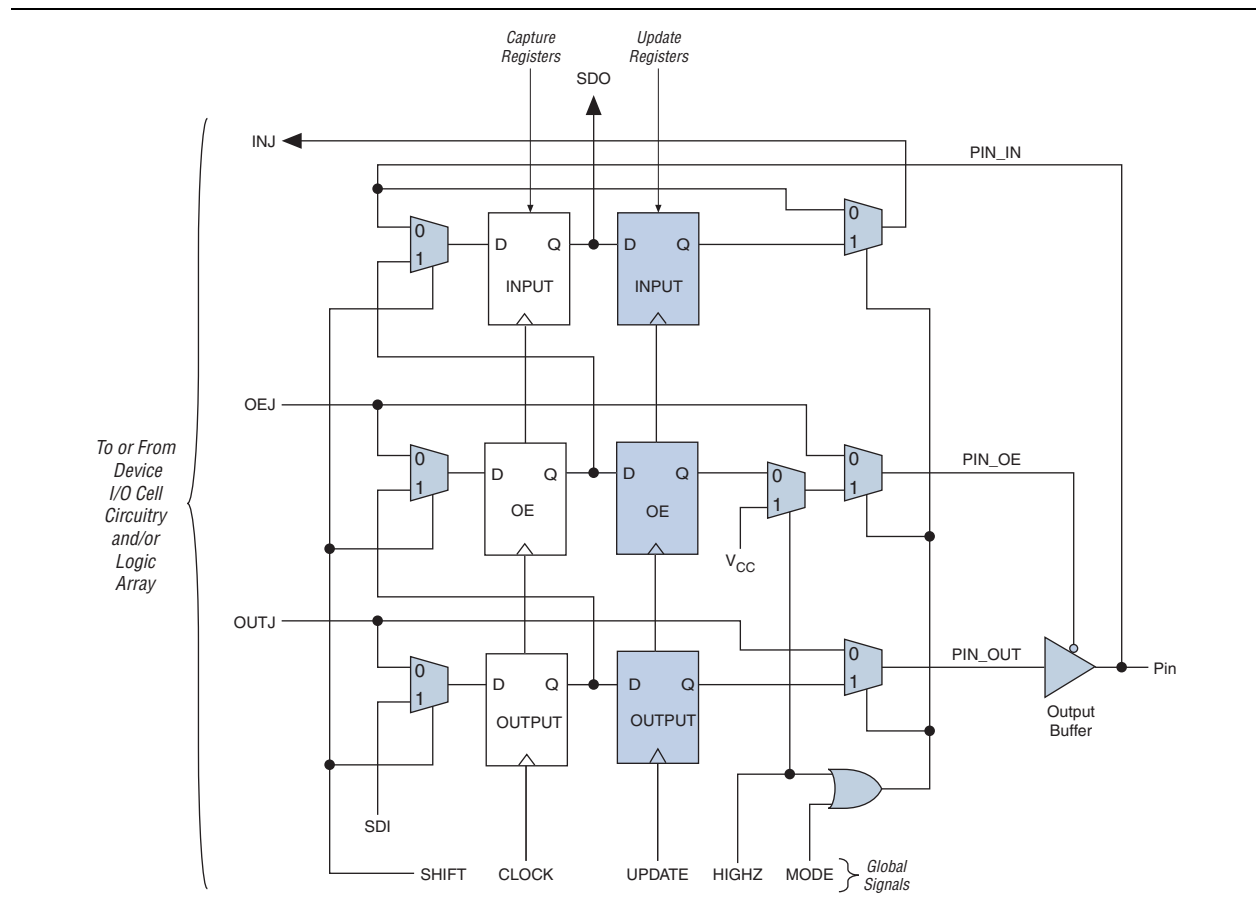 Capture
Registers
Update
Registers
SDO
INJ
PIN_IN
0
1
D Q
INPUT
D Q
INPUT
0
1
OEJ
To or From
Device
I/O Cell
Circuitry
and/or
Logic
Array
0
1
D Q
OE
D Q
OE
0
1
VCC
0
1
PIN_OE
OUTJ
0
1
D Q
OUTPUT
D Q
OUTPUT
0
1
PIN_OUT
Pin
Output
Buffer
SDI
SHIFT
CLOCK
UPDATE
HIGHZ
MODE
Global
Signals